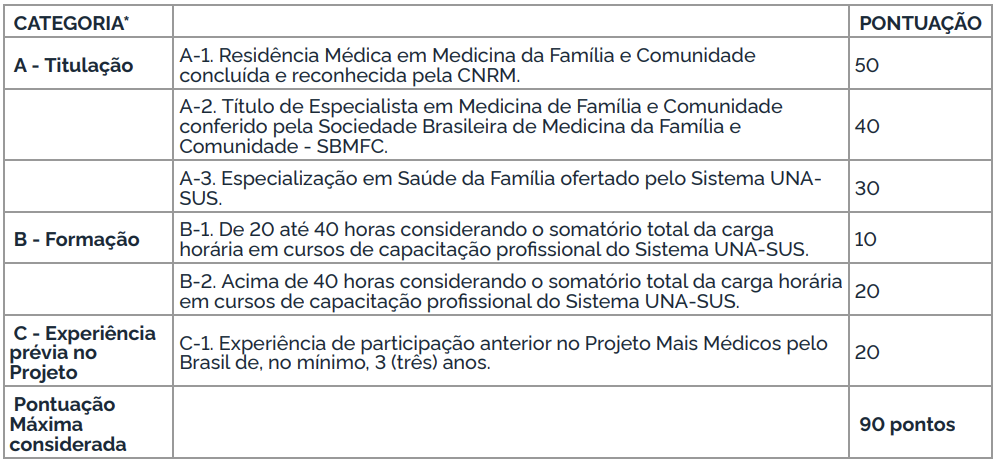 CATEGORIA*
PONTUAÇÃO
A - Titulação
A-1. Residência Médica em Medicina da Família e Comunidade
concluída e reconhecida pela CNRM.
50
A-2. Título de Especialista em Medicina de Família e Comunidade
conferido pela Sociedade Brasileira de Medicina da Família e
Comunidade - SBMFC.
40
A-3. Especialização em Saúde da Família ofertado pelo Sistema UNA-
SUS.
30
B - Formação
B-1. De 20 até 40 horas considerando o somatório total da carga
horária em cursos de capacitação profissional do Sistema UNA-SUS.
10
B-2. Acima de 40 horas considerando o somatório total da carga horária
em cursos de capacitação profissional do Sistema UNA-SUS.
20
C - Experiência
prévia no
Projeto
C-1. Experiência de participação anterior no Projeto Mais Médicos pelo
Brasil de, no mínimo, 3 (três) anos.
20
Pontuação
Máxima
considerada
90 pontos